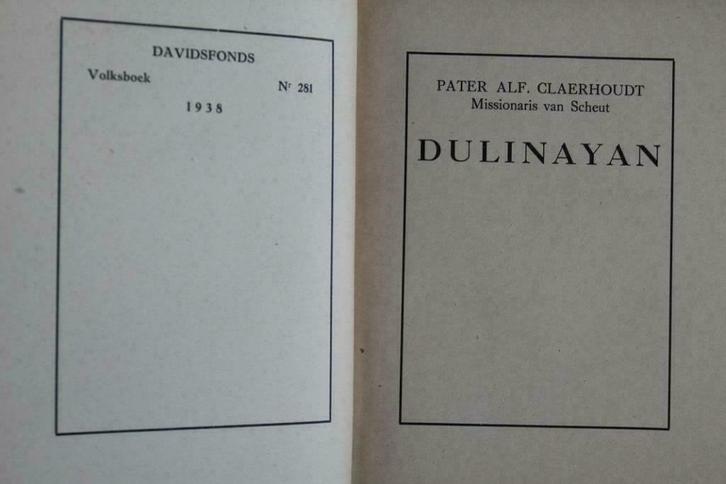 DAVIDSFONDS
Volksboek Nr 281
1938
PATER ALF. CLAERHOUDT
Missionaris van Scheut
DULINAYAN